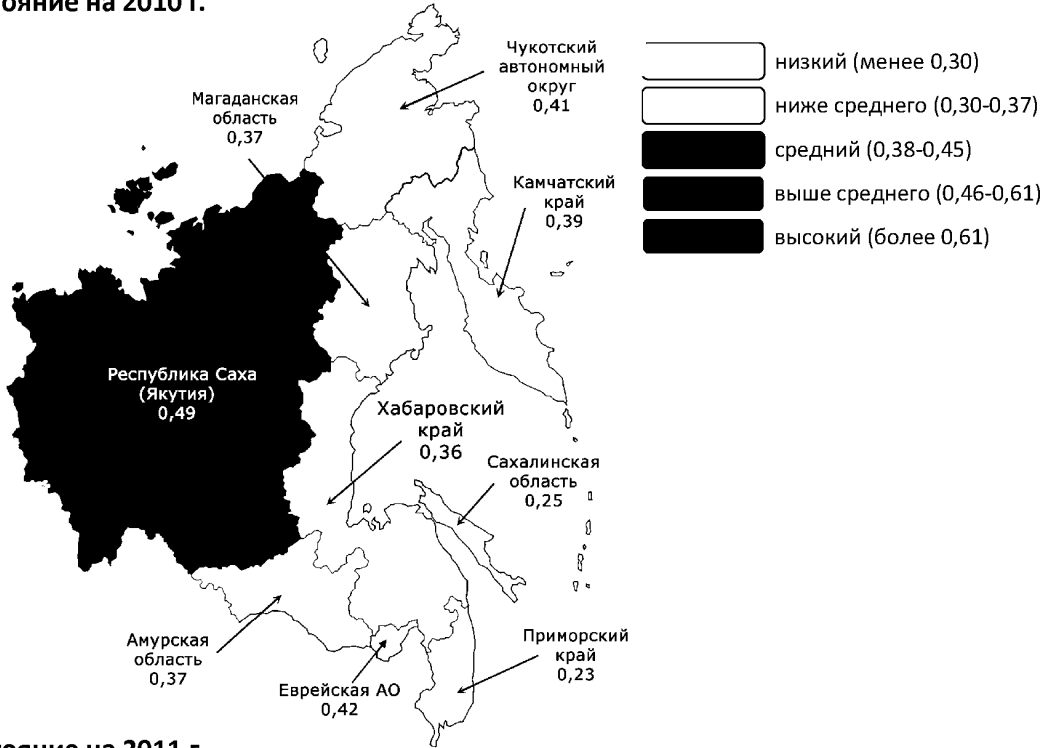 на 2010 г.
Чукотский
автономный
округ
0,41
Магаданская
область
0,37
Камчатский
край
0,39
низкий (менее 0,30)
ниже среднего (0,30-0,37)
средний (0,38-0,45)
выше среднего (0,46-0,61)
высокий (более 0,61)
Республика Саха
(Якутия)
0,49
Хабаровский
край
0,36
Сахалинская
область
0,25
Амурская
область
0,37
Еврейская АО
0,42
Приморский
край
0,23